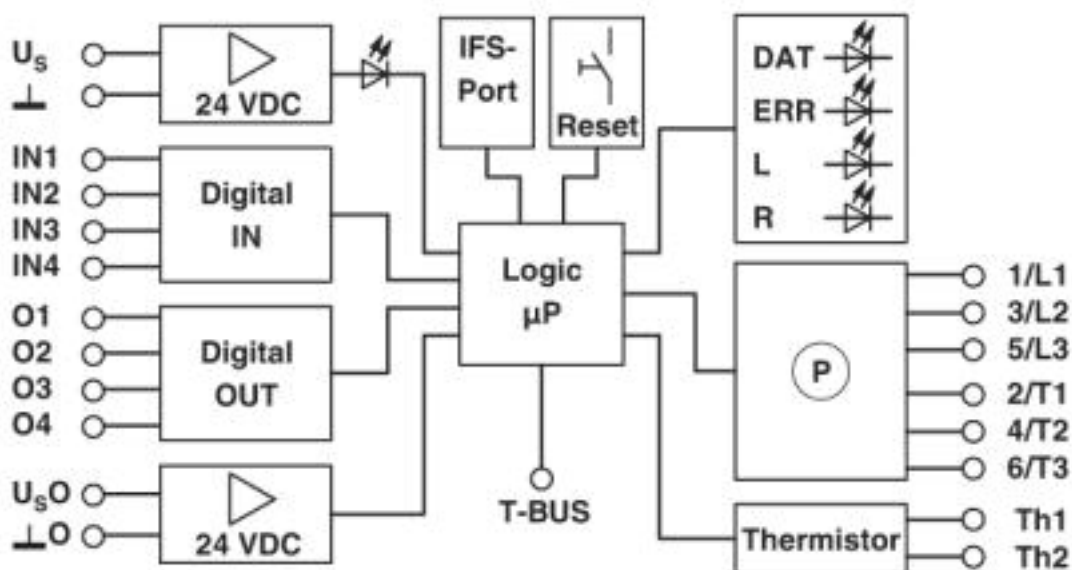 Us
24 VDC
IN1
IN2
IN3
IN4
Digital
IN
O1
O2
O3
O4
Digital
OUT
UsO
O
24 VDC
IFS-
Port
Reset
Logic
µP
T-BUS
DAT
ERR
L
R
P
1/L1
3/L2
5/L3
2/T1
4/T2
6/T3
Thermistor
Th1
Th2